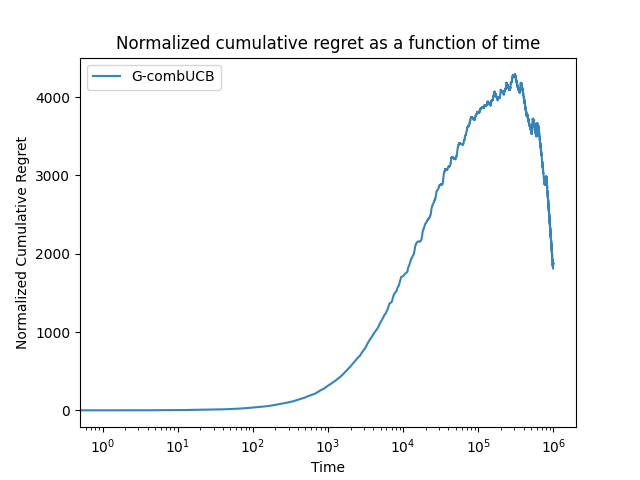 Normalized cumulative regret as a function of time
G-combUCB
Normalized Cumulative Regret
4000
3000
2000
1000
0
10⁰ 10¹ 10² 10³ 10⁴ 10⁵ 10⁶
Time